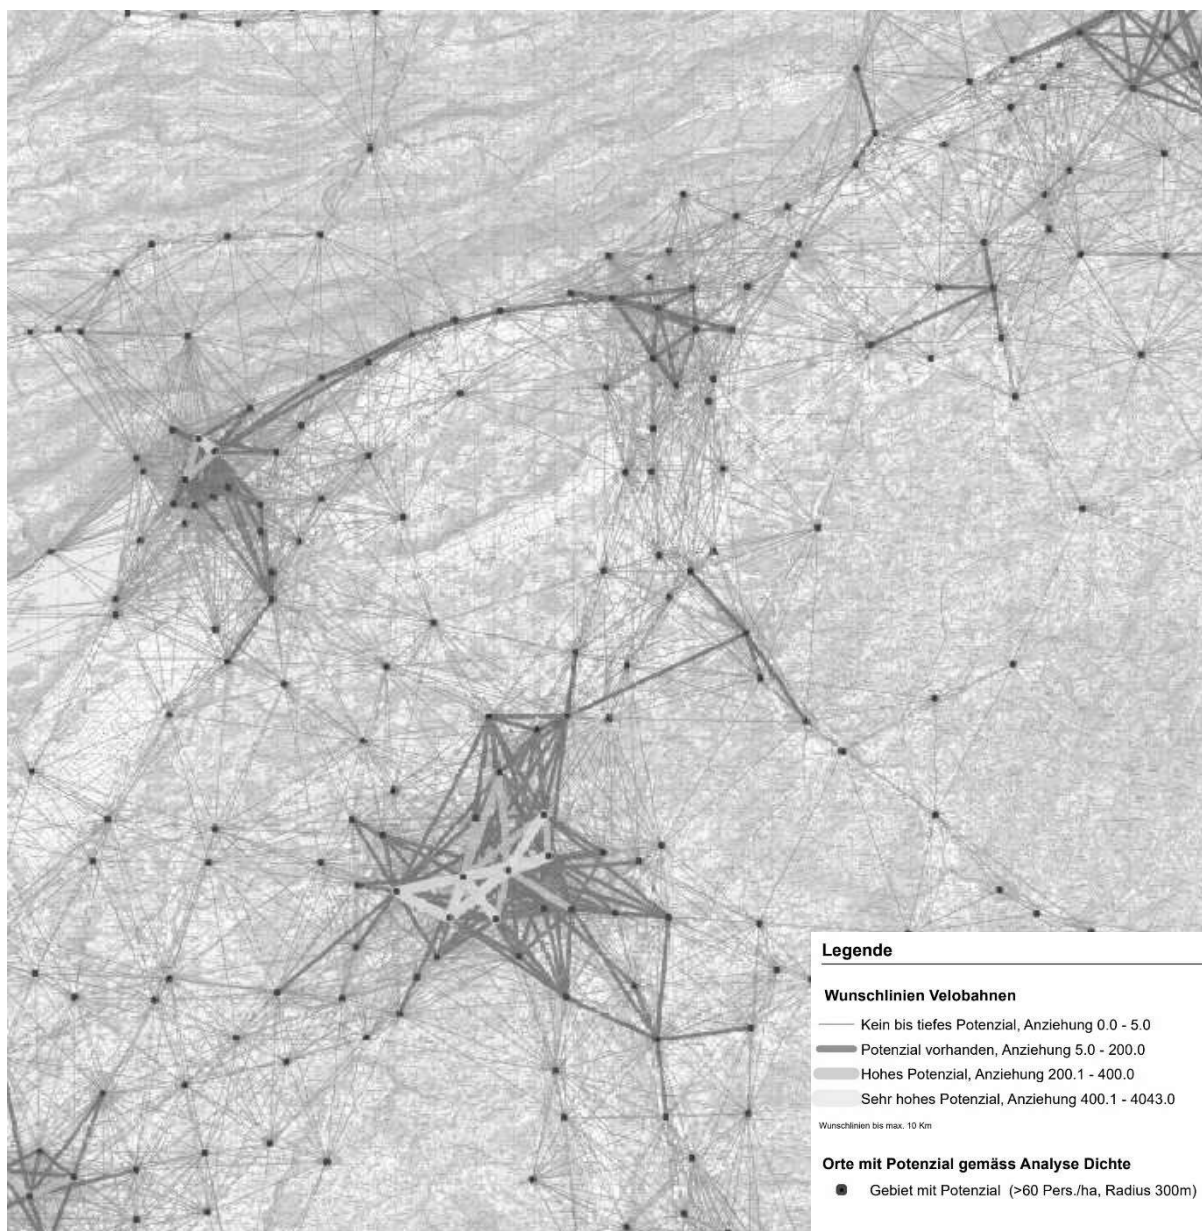 Legende
Wunschlinien Velobahnen
Kein bis tiefes Potenzial, Anziehung 0.0 - 5.0
Potenzial vorhanden, Anziehung 5.0 - 200.0
Hohes Potenzial, Anziehung 200.1 - 400.0
Sehr hohes Potenzial, Anziehung 400.1 - 4043.0
Wunschlinien bis max. 10 Km
Orte mit Potenzial gemäss Analyse Dichte
Gebiet mit Potenzial (>60 Pers./ha, Radius 300m)